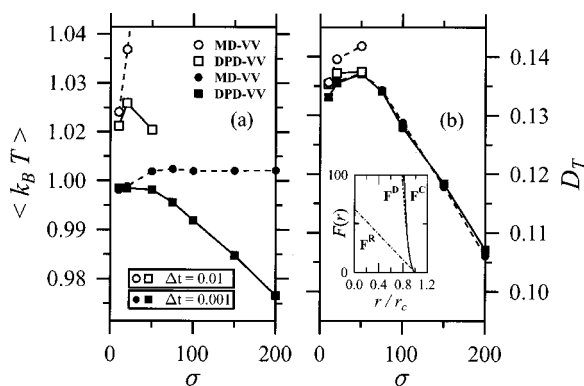 1.04
1.03
1.02
1.00
0.99
0.98
< k_B T >
MD-VV
DPD-VV
MD-VV
DPD-VV
(a)
Δt = 0.01
Δt = 0.001
0 50 100 150 200
σ
(b)
100
0
F(r)
F^D F^C
F^R
0.0 0.4 0.8 1.2
r / r_c
0 50 100 150 200
σ
0.14
0.13
0.12
0.11
0.10
D_T